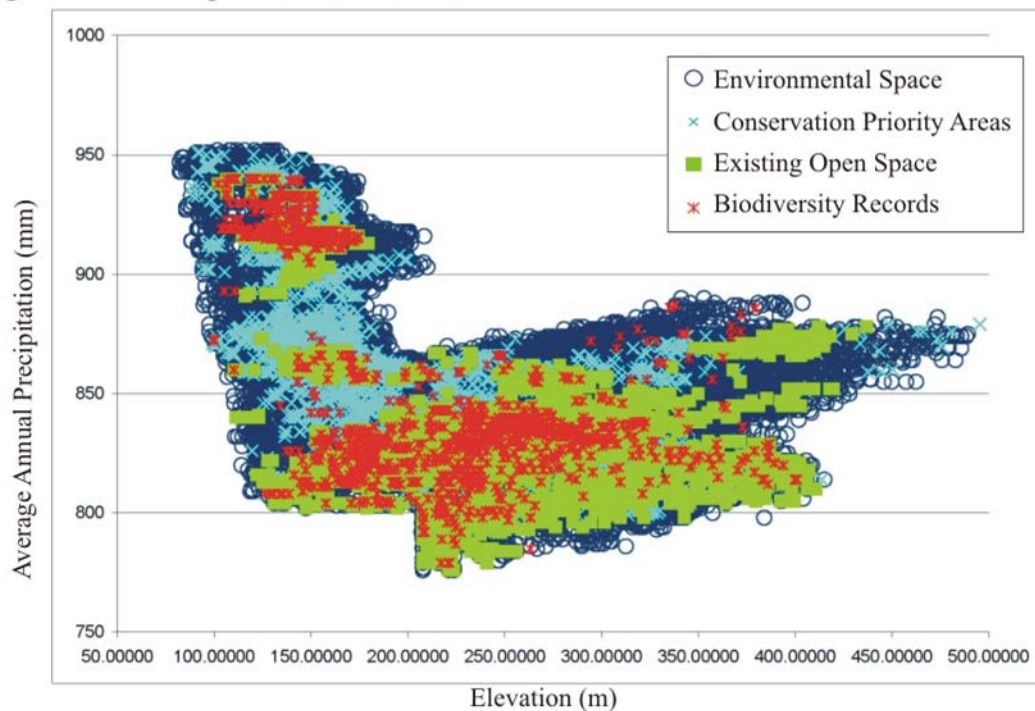 1000
950
900
850
800
750
Average Annual Precipitation (mm)
Environmental Space
Conservation Priority Areas
Existing Open Space
Biodiversity Records
50.00000 100.00000 150.00000 200.00000 250.00000 300.00000 350.00000 400.00000 450.00000 500.00000
Elevation (m)